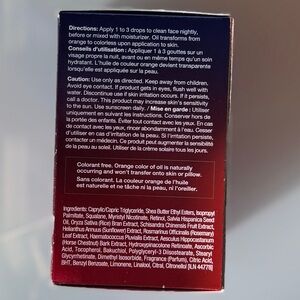 Directions: Apply 1 to 3 drops to clean face nightly,
before or mixed with moisturizer. Oil transforms from
orange to colorless upon application to skin.
Conseils d'utilisation : Appliquer 1 à 3 gouttes sur un
visage propre la nuit, avant ou en même temps qu'un soin
hydratant. L'huile de couleur orange devient transparente
lorsqu'elle est appliquée sur la peau.
Caution: Use only as directed. Keep away from children.
Avoid eye contact. If product gets in eyes, flush well with
water. Discontinue use if skin irritation occurs. If it persists,
call a doctor. This product may increase skin's sensitivity
to the sun. Use sunscreen daily. / Mise en garde : Utiliser
uniquement en suivant les instructions. Conserver hors de
la portée des enfants. Éviter tout contact avec les yeux. En cas
de contact avec les yeux, rincer abondamment à l'eau. Cesser
d'utiliser en cas d'irritation de la peau. Si l'irritation persiste,
contacter un médecin. Ce produit peut augmenter la sensibilité
de la peau au soleil. Utiliser de la crème solaire tous les jours.
Colorant free. Orange color of oil is naturally
occurring and won't transfer onto skin or pillow.
Sans colorant. La couleur orange de l'huile
est naturelle et ne tâche ni la peau, ni l'oreiller.
Ingredients: Caprylic/Capric Triglyceride, Shea Butter Ethyl Esters, Isopropyl
Palmitate, Squalane, Myristyl Nicotinate, Retinol, Salvia Hispanica Seed
Oil, Oryza Sativa (Rice) Bran Extract, Schisandra Chinensis Fruit Extract,
Helianthus Annuus (Sunflower) Extract, Rosmarinus Officinalis (Rosemary)
Leaf Extract, Haematococcus Pluvialis Extract, Aesculus Hippocastanum
(Horse Chestnut) Bark Extract, Hydroxypinacolone Retinoate, Ascorbic
Acid, Tocopherol, Bakuchiol, Polyglyceryl-3 Diisostearate, Stearyl
Glycyrrhetinate, Dimethyl Isosorbide, Fragrance (Parfum), Citric Acid,
BHT, Benzyl Benzoate, Limonene, Linalool, Citral, Citronellol [ILN 44778]